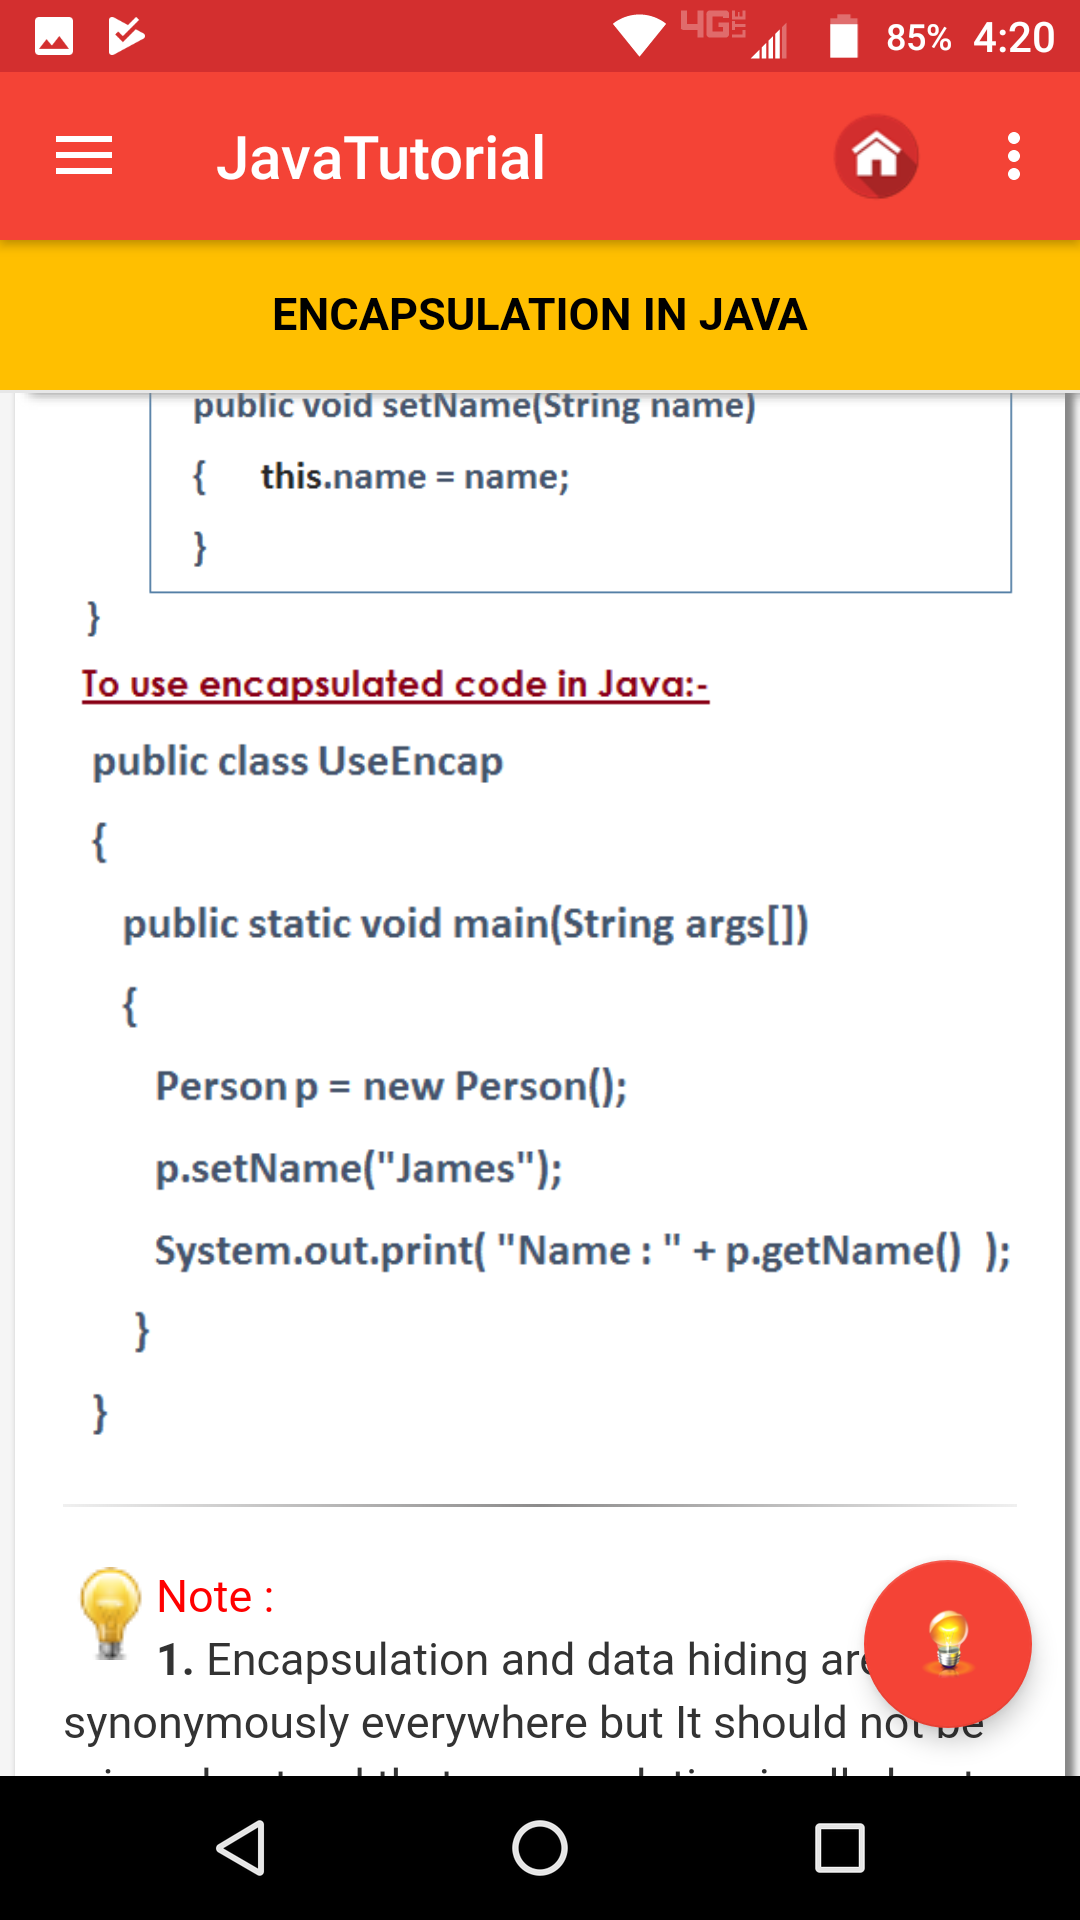 4G LTE 85% 4:20
JavaTutorial
ENCAPSULATION IN JAVA
public void setName(String name)
{ this.name = name;
}
}
To use encapsulated code in Java:-
public class UseEncap
{
public static void main(String args[])
{
Person p = new Person();
p.setName("James");
System.out.print( "Name : " + p.getName() );
}
}
Note :
1. Encapsulation and data hiding are
synonymously everywhere but It should not be